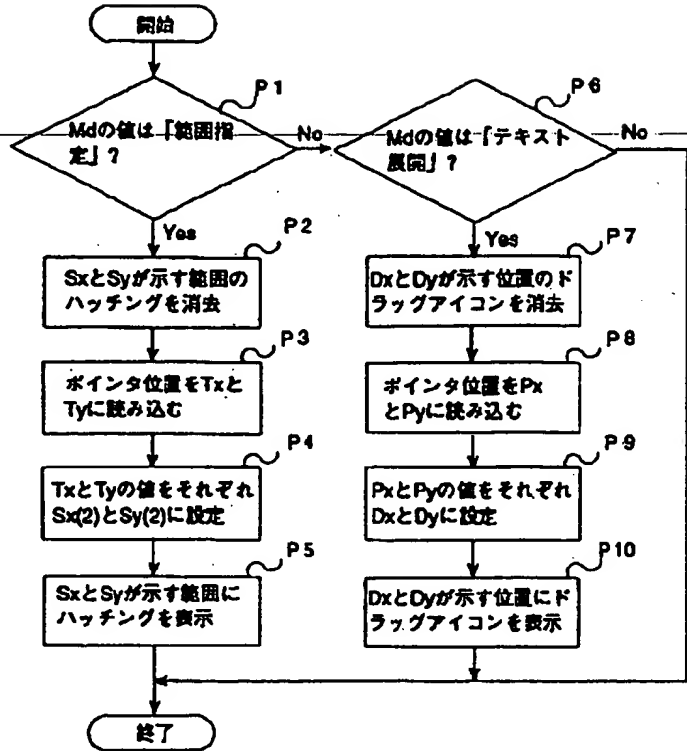 開始
P1
Mdの値は「範囲指
定」?
No
Yes
P2
SxとSyが示す範囲の
ハッチングを消去
P3
ポインタ位置をTxと
Tyに読み込む
P4
TxとTyの値をそれぞれ
Sx(2)とSy(2)に設定
P5
SxとSyが示す範囲に
ハッチングを表示
P6
Mdの値は「テキスト
展開」?
No
Yes
P7
DxとDyが示す位置のド
ラッグアイコンを消去
P8
ポインタ位置をPx
とPyに読み込む
P9
PxとPyの値をそれぞれ
DxとDyに設定
P10
DxとDyが示す位置にド
ラッグアイコンを表示
終了